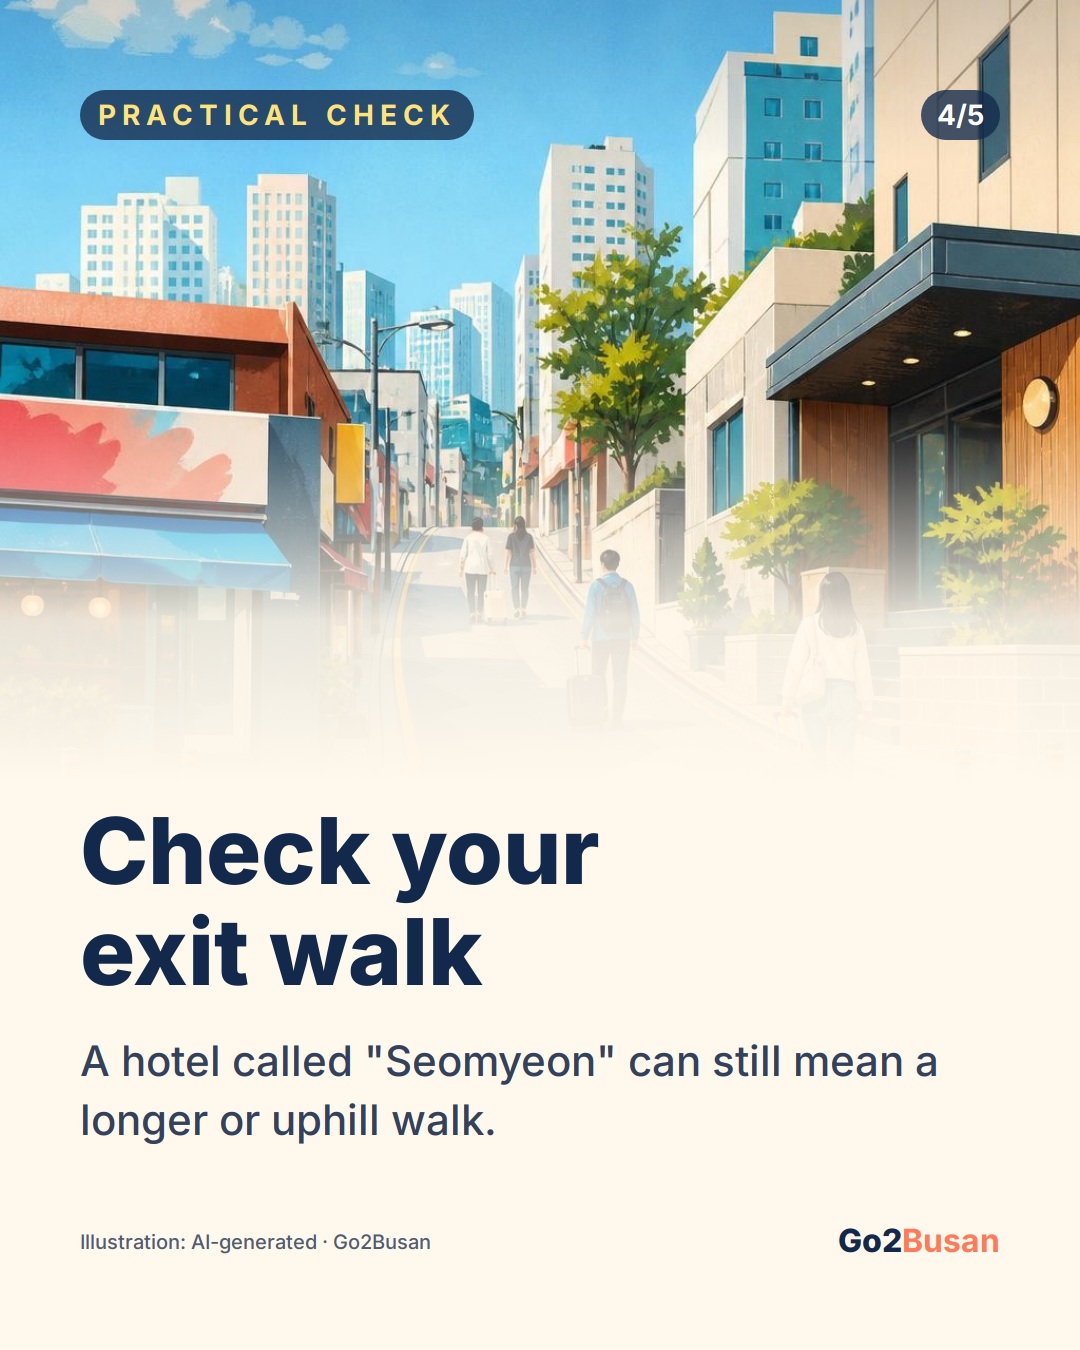 PRACTICAL CHECK
4/5
Check your
exit walk
A hotel called "Seomyeon" can still mean a
longer or uphill walk.
Illustration: AI-generated · Go2Busan
Go2Busan